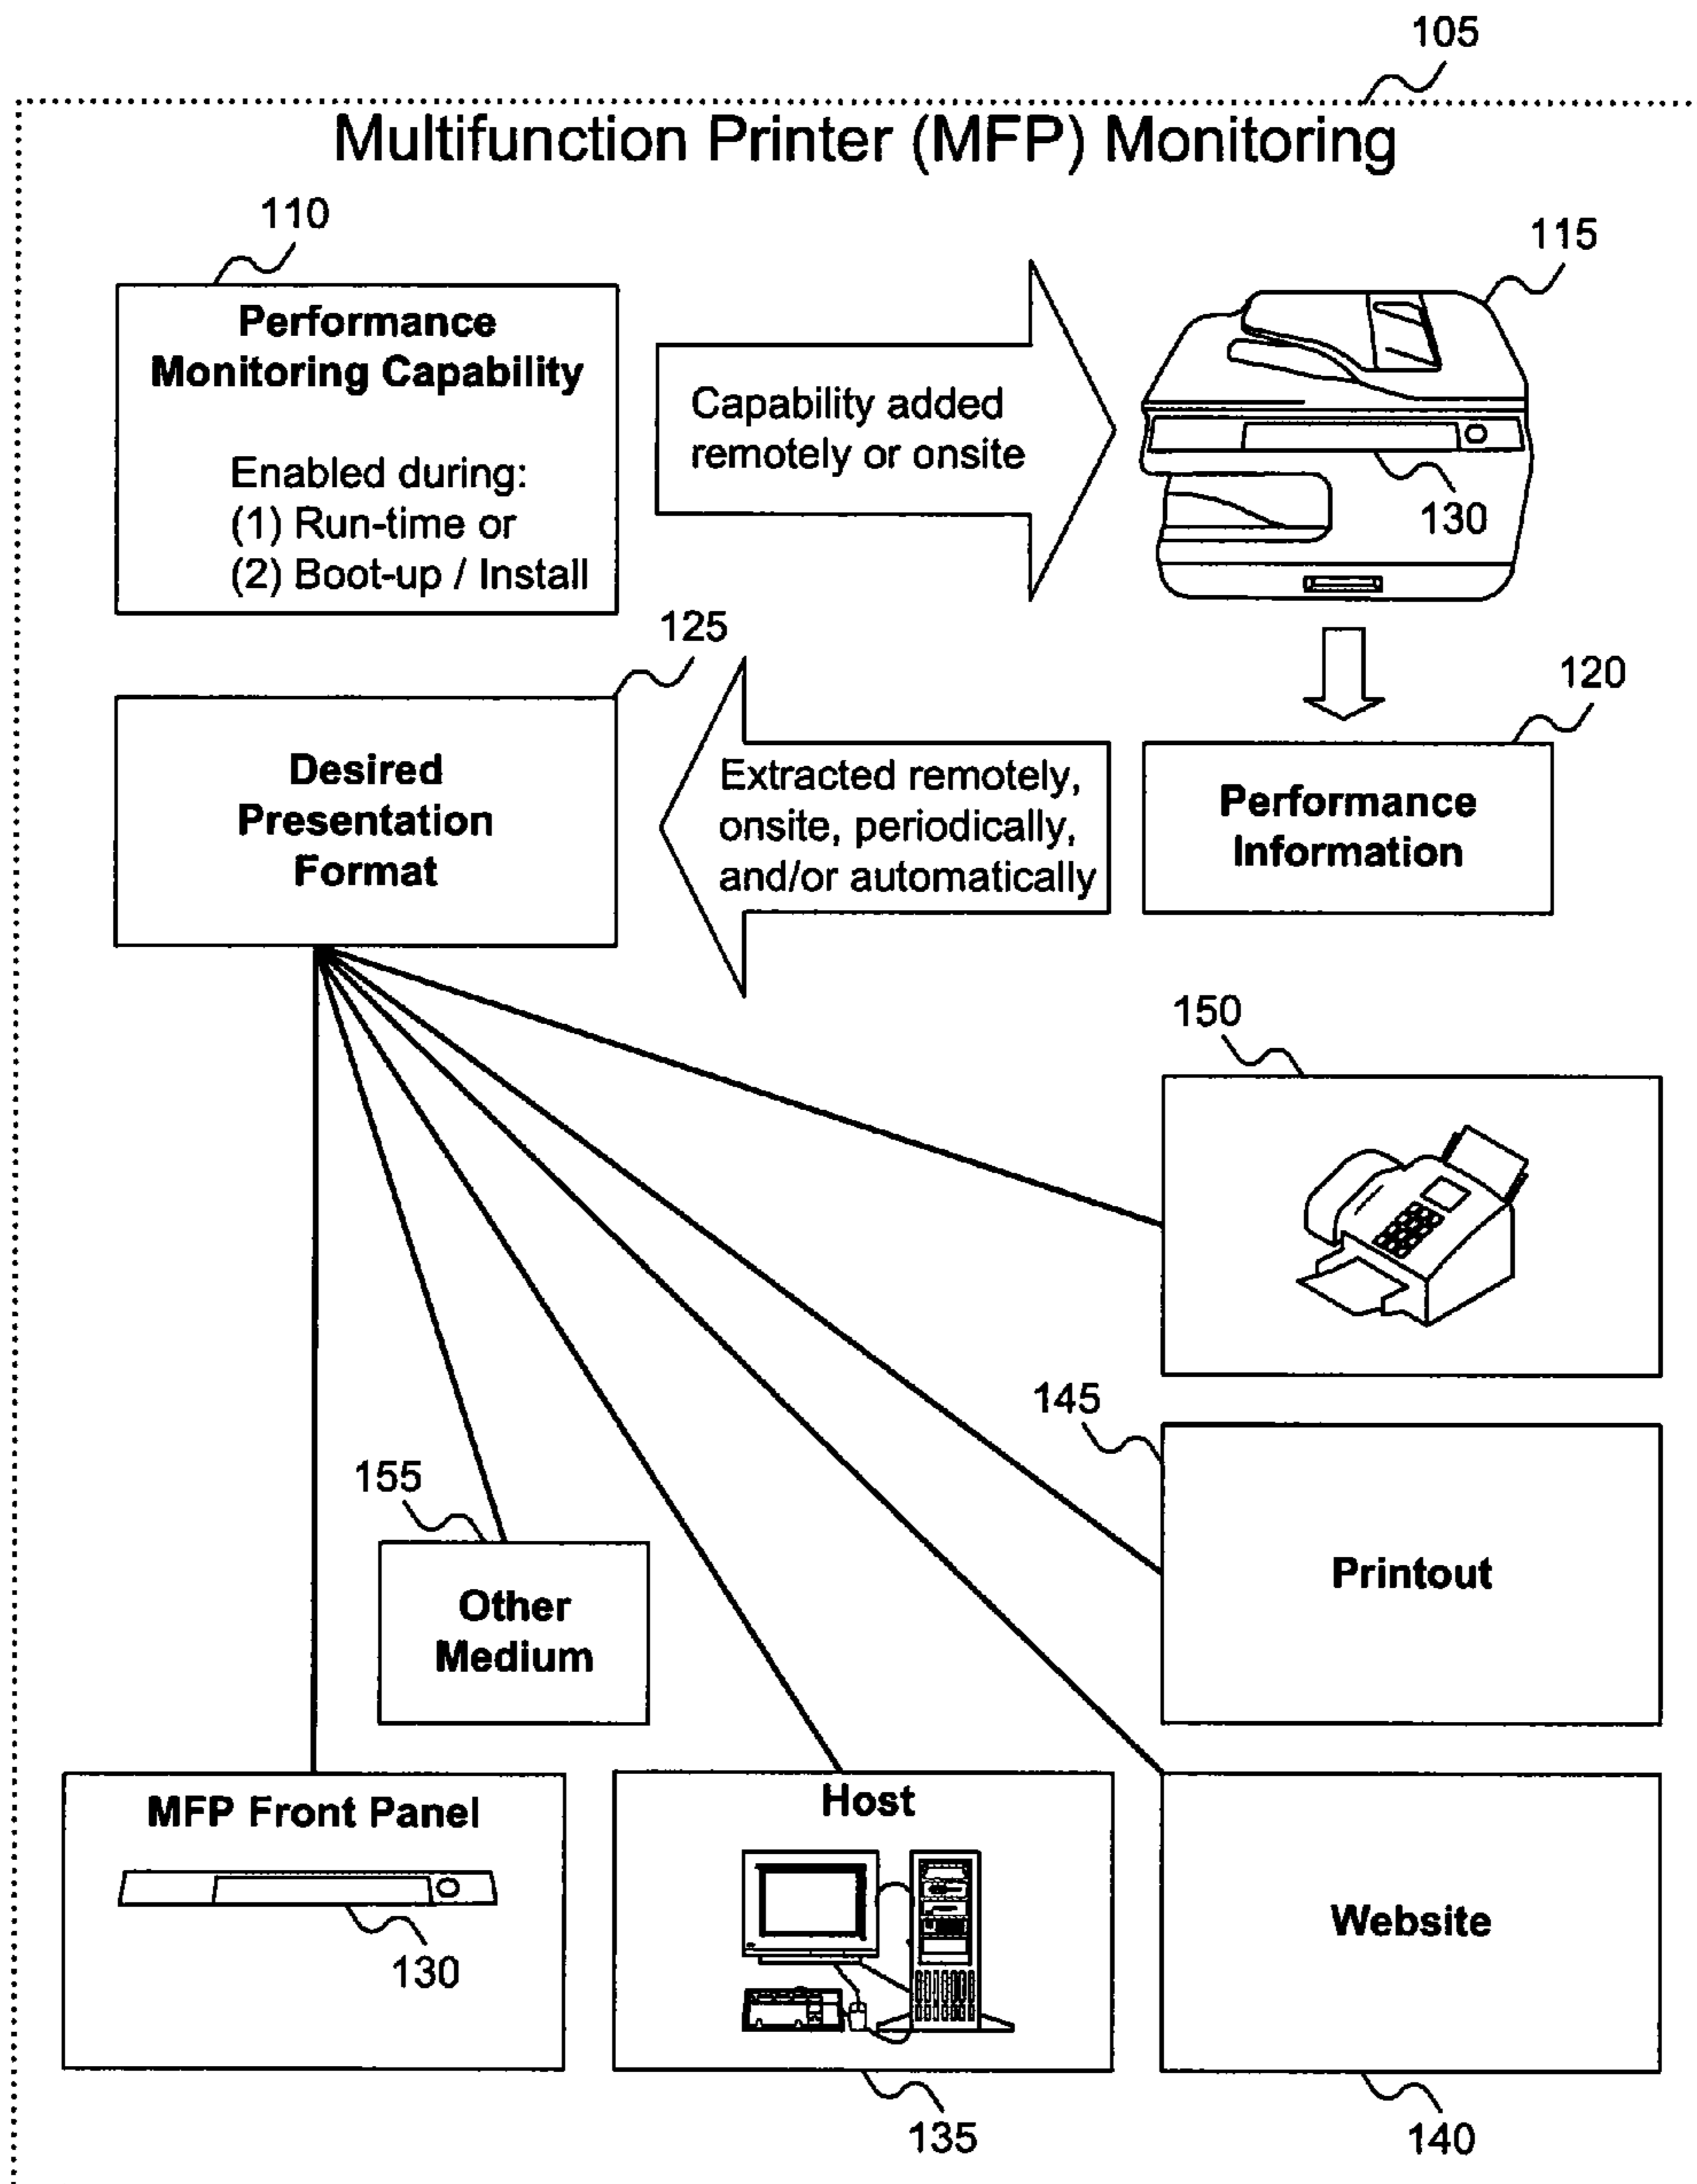 105
Multifunction Printer (MFP) Monitoring
110
Performance
Monitoring Capability
Enabled during:
(1) Run-time or
(2) Boot-up / Install
Capability added
remotely or onsite
115
130
125
Desired
Presentation
Format
Extracted remotely,
onsite, periodically,
and/or automatically
120
Performance
Information
150
145
Printout
155
Other
Medium
MFP Front Panel
130
Host
135
Website
140